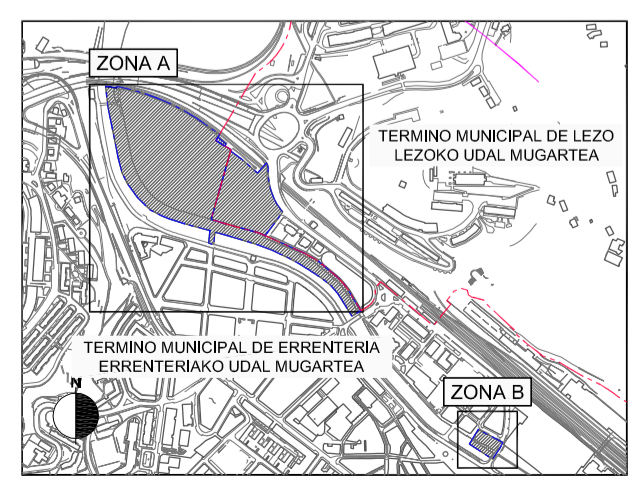 ZONA A
TERMINO MUNICIPAL DE LEZO
LEZOKO UDAL MUGARTEA
TERMINO MUNICIPAL DE ERRENTERIA
ERRENTERIAKO UDAL MUGARTEA
N
ZONA B